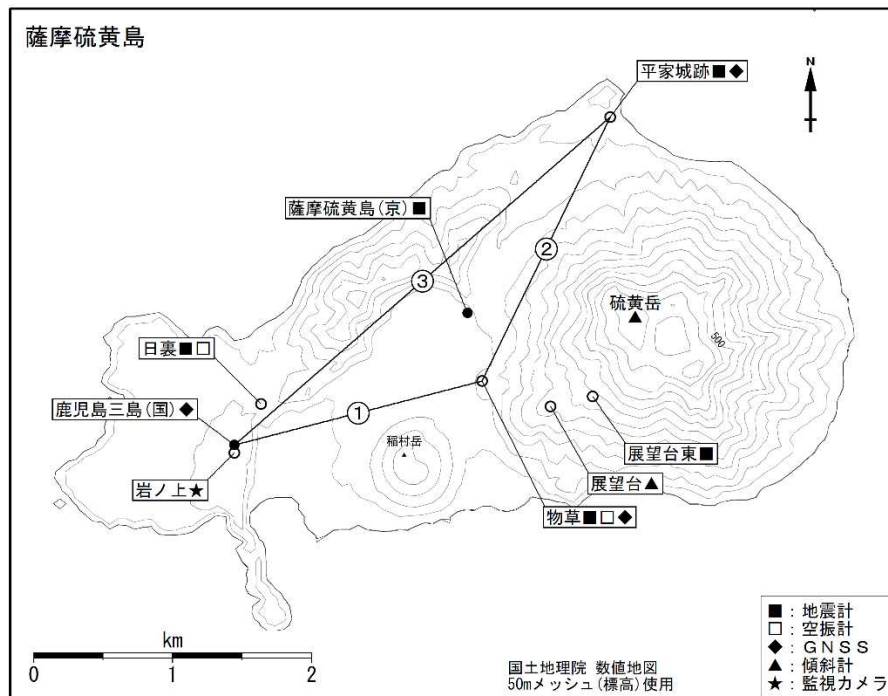 薩摩硫黄島
N
平家城跡■◆
薩摩硫黄島(京)■
②
③
硫黄岳
500
日裏■□
鹿児島三島(国)◆
①
稲村岳
展望台東■
岩ノ上★
展望台▲
物草■□◆
km
0 1 2
国土地理院 数値地図
50mメッシュ(標高)使用
■：地震計
□：空振計
◆：GNSS
▲：傾斜計
★：監視カメラ